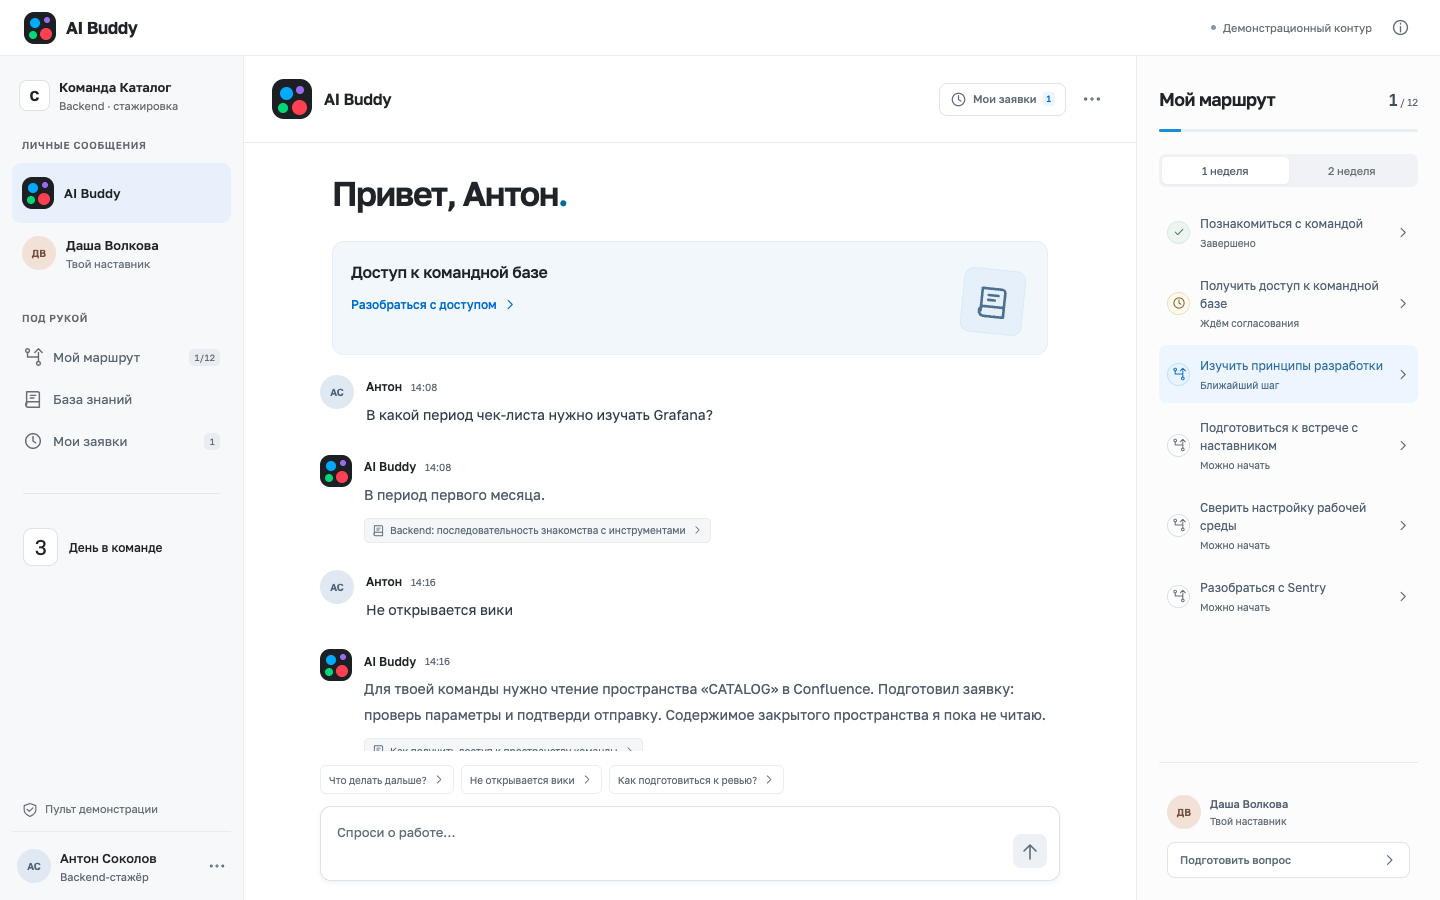 AI Buddy
Демонстрационный контур
C
Команда Каталог
Backend · стажировка
ЛИЧНЫЕ СООБЩЕНИЯ
AI Buddy
ДВ
Даша Волкова
Твой наставник
ПОД РУКОЙ
Мой маршрут
1/12
База знаний
Мои заявки
1
3
День в команде
Пульт демонстрации
АС
Антон Соколов
Backend-стажёр
AI Buddy
Мои заявки 1
Привет, Антон.
Доступ к командной базе
Разобраться с доступом
АС
Антон 14:08
В какой период чек-листа нужно изучать Grafana?
AI Buddy 14:08
В период первого месяца.
Backend: последовательность знакомства с инструментами
АС
Антон 14:16
Не открывается вики
AI Buddy 14:16
Для твоей команды нужно чтение пространства «CATALOG» в Confluence. Подготовил заявку:
проверь параметры и подтверди отправку. Содержимое закрытого пространства я пока не читаю.
Как получить доступ к пространству команды
Что делать дальше?
Не открывается вики
Как подготовиться к ревью?
Спроси о работе...
Мой маршрут
1 / 12
1 неделя
2 неделя
Познакомиться с командой
Завершено
Получить доступ к командной
базе
Ждём согласования
Изучить принципы разработки
Ближайший шаг
Подготовиться к встрече с
наставником
Можно начать
Сверить настройку рабочей
среды
Можно начать
Разобраться с Sentry
Можно начать
ДВ
Даша Волкова
Твой наставник
Подготовить вопрос